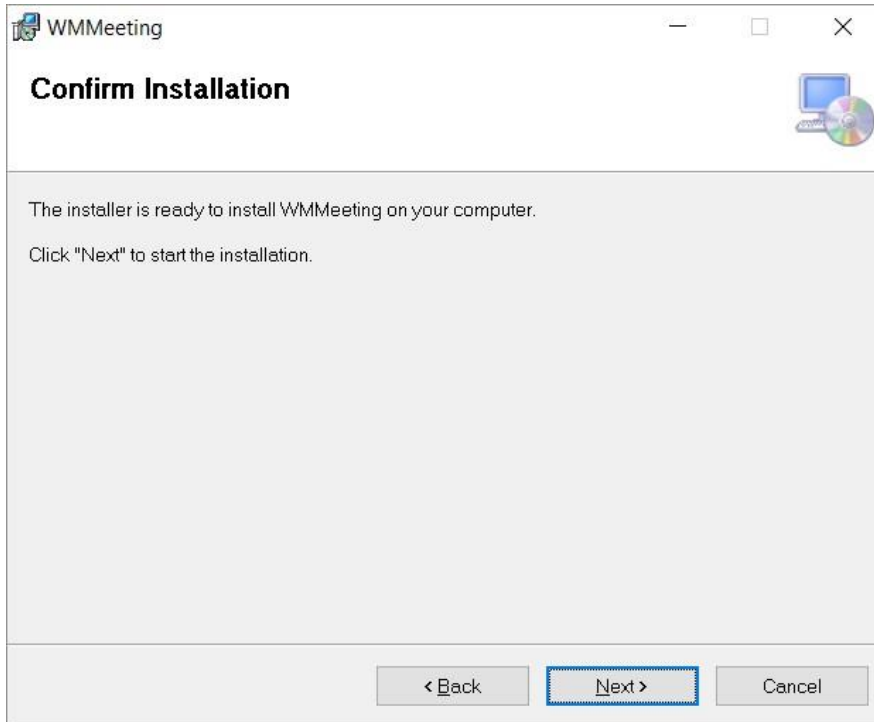 WMMeeting
Confirm Installation
The installer is ready to install WMMeeting on your computer.
Click "Next" to start the installation.
< Back
Next >
Cancel